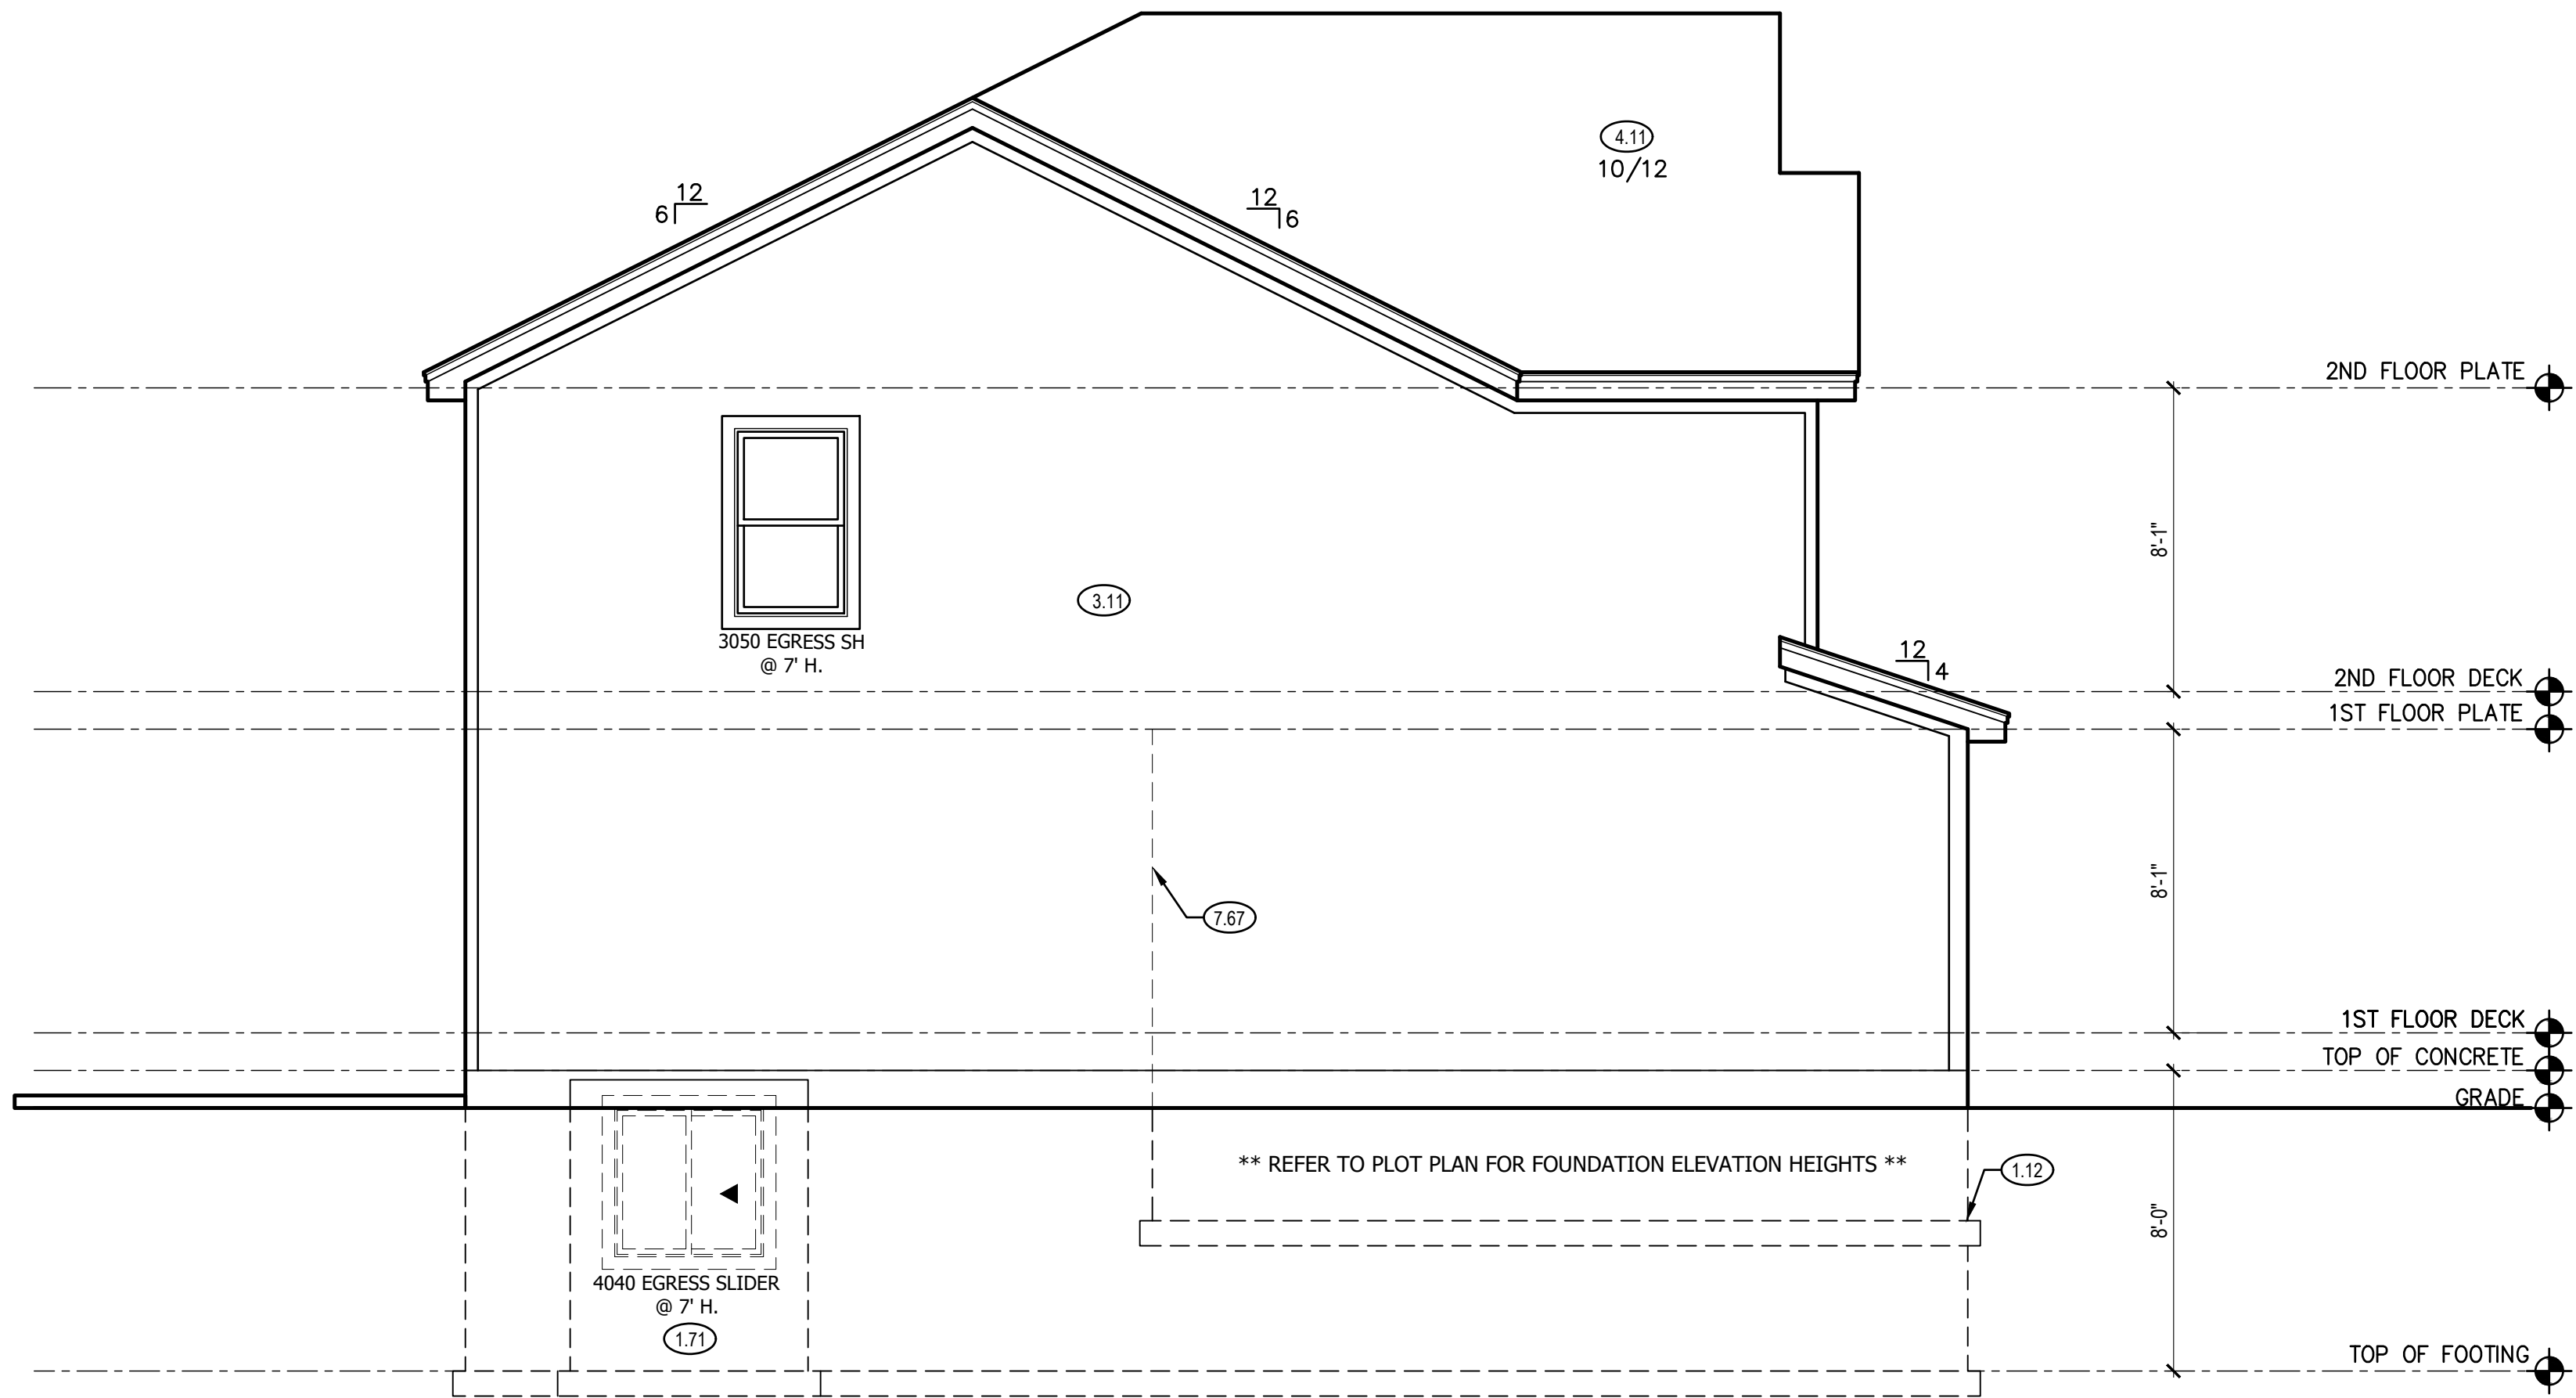 4.11
10/12
12
6
12
6
2ND FLOOR PLATE
8'-1"
3.11
3050 EGRESS SH
@ 7' H.
12
4
2ND FLOOR DECK
1ST FLOOR PLATE
8'-1"
7.67
1ST FLOOR DECK
TOP OF CONCRETE
GRADE
** REFER TO PLOT PLAN FOR FOUNDATION ELEVATION HEIGHTS **
1.12
8'-0"
4040 EGRESS SLIDER
@ 7' H.
1.71
TOP OF FOOTING